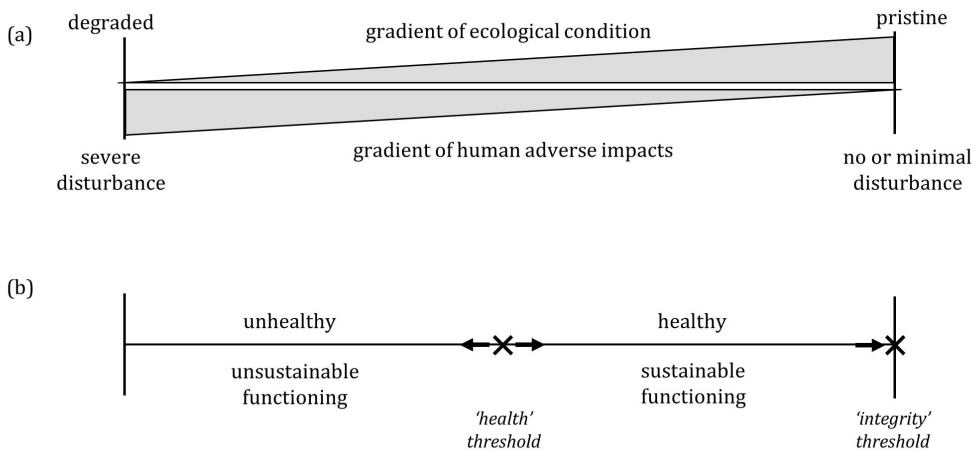 (a)
degraded
pristine
gradient of ecological condition
gradient of human adverse impacts
severe
disturbance
no or minimal
disturbance
(b)
unhealthy
healthy
unsustainable
functioning
sustainable
functioning
‘health’
threshold
‘integrity’
threshold